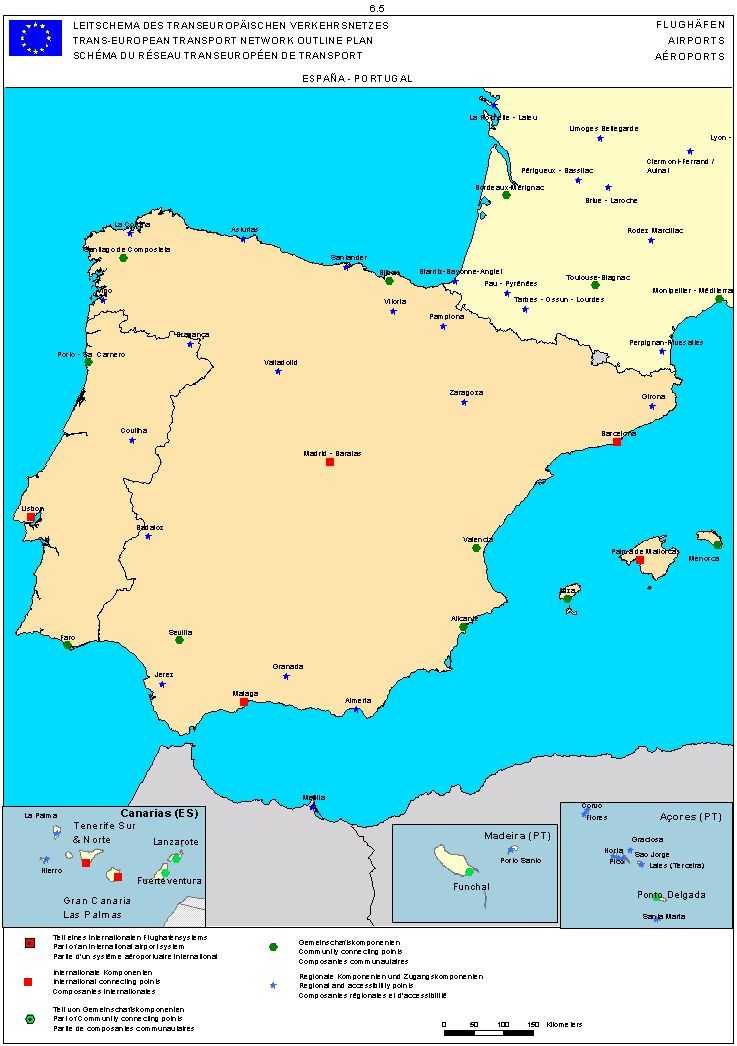 6.5
LEITSCHEMA DES TRANSEUROPÄISCHEN VERKEHRSNETZES
TRANS-EUROPEAN TRANSPORT NETWORK OUTLINE PLAN
SCHÉMA DU RÉSEAU TRANSEUROPÉEN DE TRANSPORT
FLUGHÄFEN
AIRPORTS
AÉROPORTS
ESPAÑA - PORTUGAL
La Rochelle - Laleu
Limoges Bellegarde
Lyon -
Clermont-Ferrand /
Aulnat
Périgueux - Bassillac
Bordeaux-Mérignac
Brive - Laroche
Rodez Marcillac
La Coruña
Asturias
Santiago de Compostela
Santander
Bilbao
Biarritz-Bayonne-Anglet
Toulouse-Blagnac
Pau - Pyrénées
Montpellier - Méditerra
Vigo
Vitoria
Tarbes - Ossun - Lourdes
Pamplona
Bragança
Perpignan-Rivesaltes
Porto - Sa Carnero
Valladolid
Zaragoza
Girona
Covilha
Barcelona
Madrid - Barajas
Lisbon
Badajoz
Valencia
Palma de Mallorca
Menorca
Ibiza
Alicante
Sevilla
Faro
Jerez
Granada
Malaga
Almeria
Melilla
Canarias (ES)
La Palma
Tenerife Sur
& Norte
Lanzarote
Hierro
Fuerteventura
Gran Canaria
Las Palmas
Madeira (PT)
Porto Santo
Funchal
Açores (PT)
Corvo
Flores
Graciosa
Horta
Sao Jorge
Pico
Lajes (Terceira)
Ponto Delgada
Santa Maria
Teil eines internationalen Flughafensystems
Part of an international airport system
Partie d'un système aéroportuaire international
Internationale Komponenten
International connecting points
Composantes internationales
Teil von Gemeinschaftskomponenten
Part of Community connecting points
Partie de composantes communautaires
Gemeinschaftskomponenten
Community connecting points
Composantes communautaires
Regionale Komponenten und Zugangskomponenten
Regional and accessibility points
Composantes régionales et d'accessibilité
0 50 100 150 Kilometers